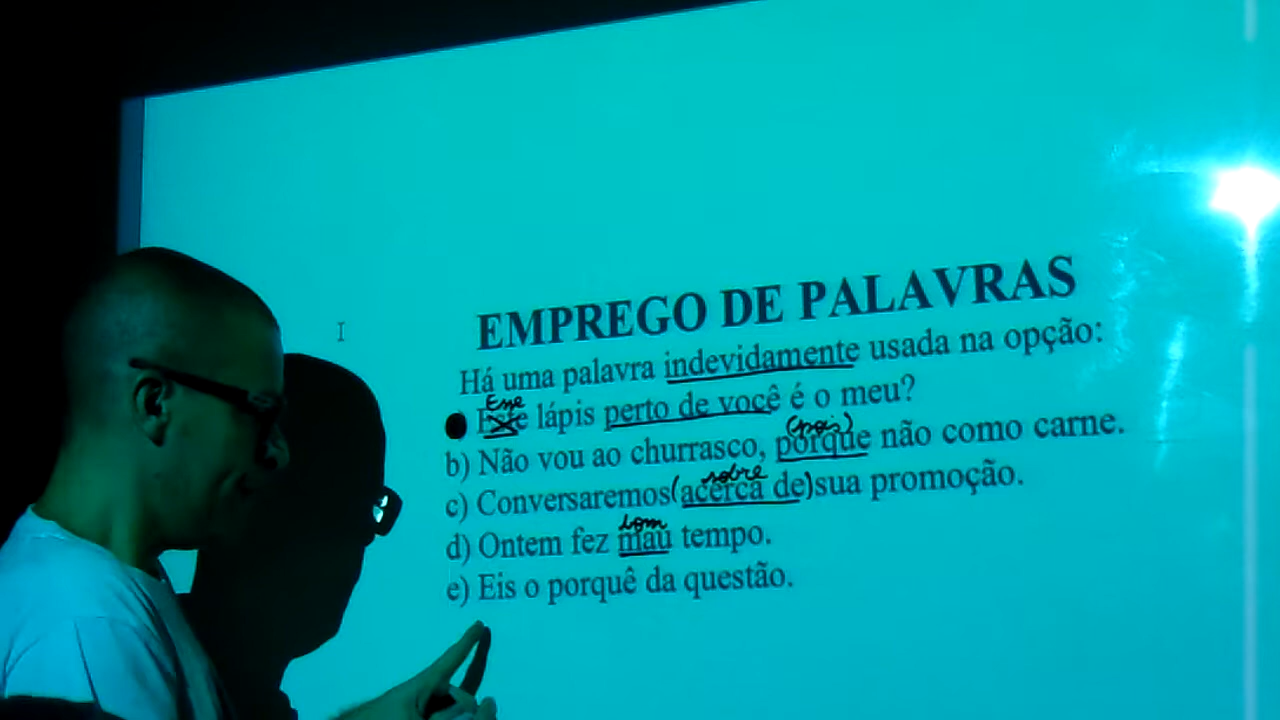 EMPREGO DE PALAVRAS
Há uma palavra indevidamente usada na opção:
Esse
Este lápis perto de você é o meu?
(pois)
b) Não vou ao churrasco, porque não como carne.
sobre
c) Conversaremos (acerca de) sua promoção.
bom
d) Ontem fez mau tempo.
e) Eis o porquê da questão.